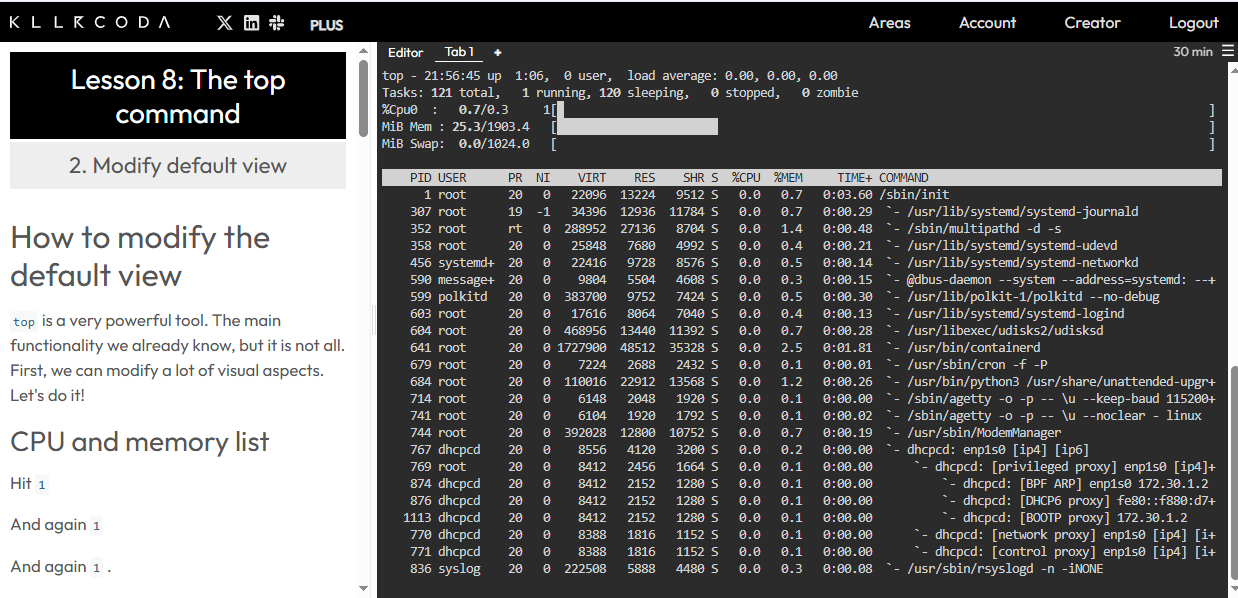 KLLRCODA PLUS Areas Account Creator Logout
Lesson 8: The top
command
2. Modify default view
How to modify the
default view
top is a very powerful tool. The main
functionality we already know, but it is not all.
First, we can modify a lot of visual aspects.
Let's do it!
CPU and memory list
Hit 1
And again 1
And again 1 .
Editor Tab 1 + 30 min
top - 21:56:45 up  1:06,  0 user,  load average: 0.00, 0.00, 0.00
Tasks: 121 total,   1 running, 120 sleeping,   0 stopped,   0 zombie
%Cpu0  :   0.7/0.3     1[ ]
MiB Mem : 25.3/1903.4   [ ]
MiB Swap:  0.0/1024.0   [ ]
PID USER      PR  NI    VIRT    RES    SHR S  %CPU  %MEM     TIME+ COMMAND
1 root      20   0   22096  13224   9512 S   0.0   0.7   0:03.60 /sbin/init
307 root      19  -1   34396  12936  11784 S   0.0   0.7   0:00.29  `- /usr/lib/systemd/systemd-journald
352 root      rt   0  288952  27136   8704 S   0.0   1.4   0:00.48  `- /sbin/multipathd -d -s
358 root      20   0   25848   7680   4992 S   0.0   0.4   0:00.21  `- /usr/lib/systemd/systemd-udevd
456 systemd+  20   0   22416   9728   8576 S   0.0   0.5   0:00.14  `- /usr/lib/systemd/systemd-networkd
590 message+  20   0    9804   5504   4608 S   0.0   0.3   0:00.15  `- @dbus-daemon --system --address=systemd: --+
599 polkitd   20   0  383700   9752   7424 S   0.0   0.5   0:00.30  `- /usr/lib/polkit-1/polkitd --no-debug
603 root      20   0   17616   8064   7040 S   0.0   0.4   0:00.13  `- /usr/lib/systemd/systemd-logind
604 root      20   0  468956  13440  11392 S   0.0   0.7   0:00.28  `- /usr/libexec/udisks2/udisksd
641 root      20   0 1727900  48512  35328 S   0.0   2.5   0:01.81  `- /usr/bin/containerd
679 root      20   0    7224   2688   2432 S   0.0   0.1   0:00.01  `- /usr/sbin/cron -f -P
684 root      20   0  110016  22912  13568 S   0.0   1.2   0:00.26  `- /usr/bin/python3 /usr/share/unattended-upgr+
714 root      20   0    6148   2048   1920 S   0.0   0.1   0:00.00  `- /sbin/agetty -o -p -- \u --keep-baud 115200+
741 root      20   0    6104   1920   1792 S   0.0   0.1   0:00.02  `- /sbin/agetty -o -p -- \u --noclear - linux
744 root      20   0  392028  12800  10752 S   0.0   0.7   0:00.19  `- /usr/sbin/ModemManager
767 dhcpcd    20   0    8556   4120   3200 S   0.0   0.2   0:00.00  `- dhcpcd: enp1s0 [ip4] [ip6]
769 root      20   0    8412   2456   1664 S   0.0   0.1   0:00.00      `- dhcpcd: [privileged proxy] enp1s0 [ip4]+
874 dhcpcd    20   0    8412   2152   1280 S   0.0   0.1   0:00.00          `- dhcpcd: [BPF ARP] enp1s0 172.30.1.2
876 dhcpcd    20   0    8412   2152   1280 S   0.0   0.1   0:00.00          `- dhcpcd: [DHCP6 proxy] fe80::f880:d7+
1113 dhcpcd    20   0    8412   2152   1280 S   0.0   0.1   0:00.00          `- dhcpcd: [BOOTP proxy] 172.30.1.2
770 dhcpcd    20   0    8388   1816   1152 S   0.0   0.1   0:00.00      `- dhcpcd: [network proxy] enp1s0 [ip4] [i+
771 dhcpcd    20   0    8388   1816   1152 S   0.0   0.1   0:00.00      `- dhcpcd: [control proxy] enp1s0 [ip4] [i+
836 syslog    20   0  222508   5888   4480 S   0.0   0.3   0:00.08  `- /usr/sbin/rsyslogd -n -iNONE